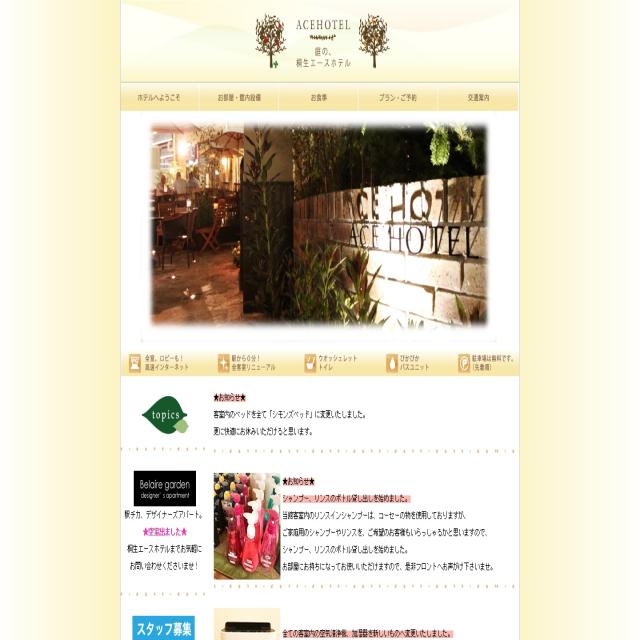 ACEHOTEL
庭の、
桐生エースホテル
ホテルへようこそ
お部屋・館内設備
お食事
プラン・ご予約
交通案内
ACE HOTEL
全室、ロビーも！
高速インターネット
駅から０分！
全客室リニューアル
ウオッシュレット
トイレ
ぴかぴか
バスユニット
駐車場は無料です。
（先着順）
topics
★お知らせ★
客室内のベッドを全て「シモンズベッド」に変更いたしました。
更に快適にお休みいただけると思います。
Belaire garden
designer's apartment
駅チカ、デザイナーズアパート。
★空室出ました★
桐生エースホテルまでお気軽に
お問い合わせくださいませ！
★お知らせ★
シャンプー、リンスのボトル貸し出しを始めました。
当館客室内のリンスインシャンプーは、コーセーの物を使用しておりますが、
ご家庭用のシャンプーやリンスを、ご希望のお客様もいらっしゃるかと思いますので、
シャンプー、リンスのボトル貸し出しを始めました。
お部屋にお持ちになってお使いいただけますので、是非フロントへお声がけ下さいませ。
スタッフ募集
全ての客室内の空気清浄機、加湿器を新しいものへ変更いたしました。